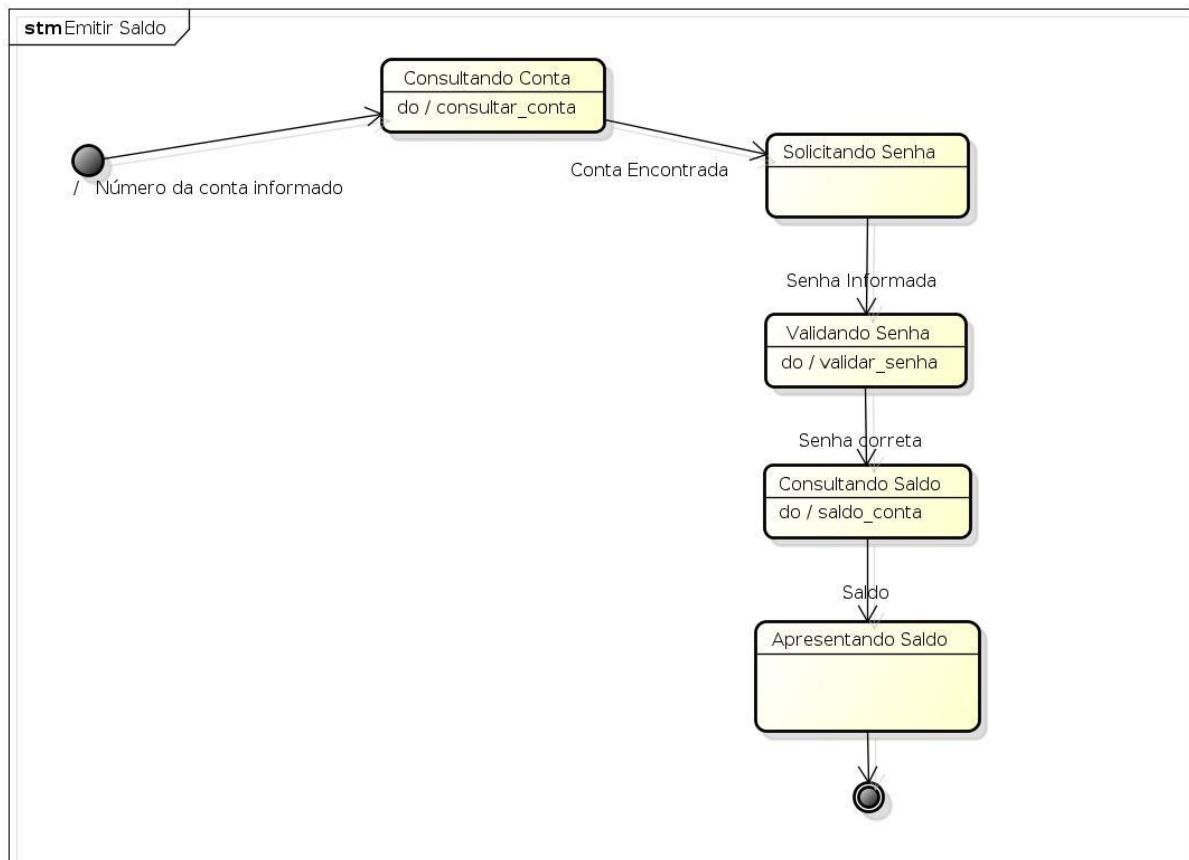 stm Emitir Saldo
Consultando Conta
do / consultar_conta
/ Número da conta informado
Conta Encontrada
Solicitando Senha
Senha Informada
Validando Senha
do / validar_senha
Senha correta
Consultando Saldo
do / saldo_conta
Saldo
Apresentando Saldo